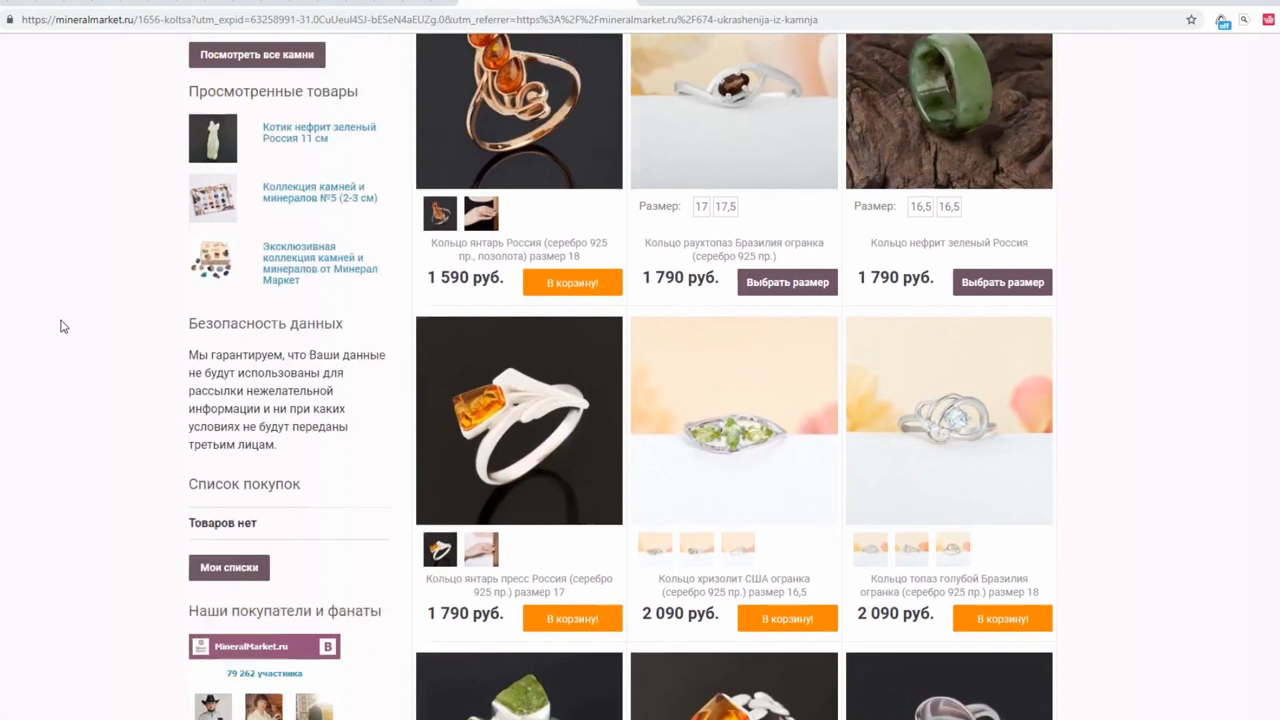 https://mineralmarket.ru/1656-koltsa?utm_expid=63258991-31.0CuUeuI4SJ-bESeN4aEUZg.0&utm_referrer=https%3A%2F%2Fmineralmarket.ru%2F674-ukrashenija-iz-kamnja
off
Посмотреть все камни
Просмотренные товары
Котик нефрит зеленый
Россия 11 см
Коллекция камней и
минералов №5 (2-3 см)
Эксклюзивная
коллекция камней и
минералов от Минерал
Маркет
Безопасность данных
Мы гарантируем, что Ваши данные
не будут использованы для
рассылки нежелательной
информации и ни при каких
условиях не будут переданы
третьим лицам.
Список покупок
Товаров нет
Мои списки
Наши покупатели и фанаты
MineralMarket.ru
B
79 262 участника
Кольцо янтарь Россия (серебро 925
пр., позолота) размер 18
1 590 руб.
В корзину!
Размер: 17 17,5
Кольцо раухтопаз Бразилия огранка
(серебро 925 пр.)
1 790 руб.
Выбрать размер
Размер: 16,5 16,5
Кольцо нефрит зеленый Россия
1 790 руб.
Выбрать размер
Кольцо янтарь пресс Россия (серебро
925 пр.) размер 17
1 790 руб.
В корзину!
Кольцо хризолит США огранка
(серебро 925 пр.) размер 16,5
2 090 руб.
В корзину!
Кольцо топаз голубой Бразилия
огранка (серебро 925 пр.) размер 18
2 090 руб.
В корзину!